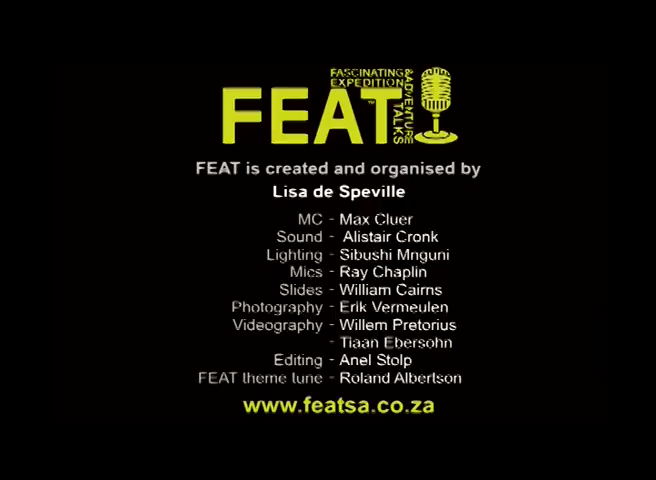 FASCINATING
EXPEDITION
&ADVENTURE
TALKS
FEAT™
FEAT is created and organised by
Lisa de Speville
MC - Max Cluer
Sound - Alistair Cronk
Lighting - Sibushi Mnguni
Mics - Ray Chaplin
Slides - William Cairns
Photography - Erik Vermeulen
Videography - Willem Pretorius
- Tiaan Ebersohn
Editing - Anel Stolp
FEAT theme tune - Roland Albertson
www.featsa.co.za